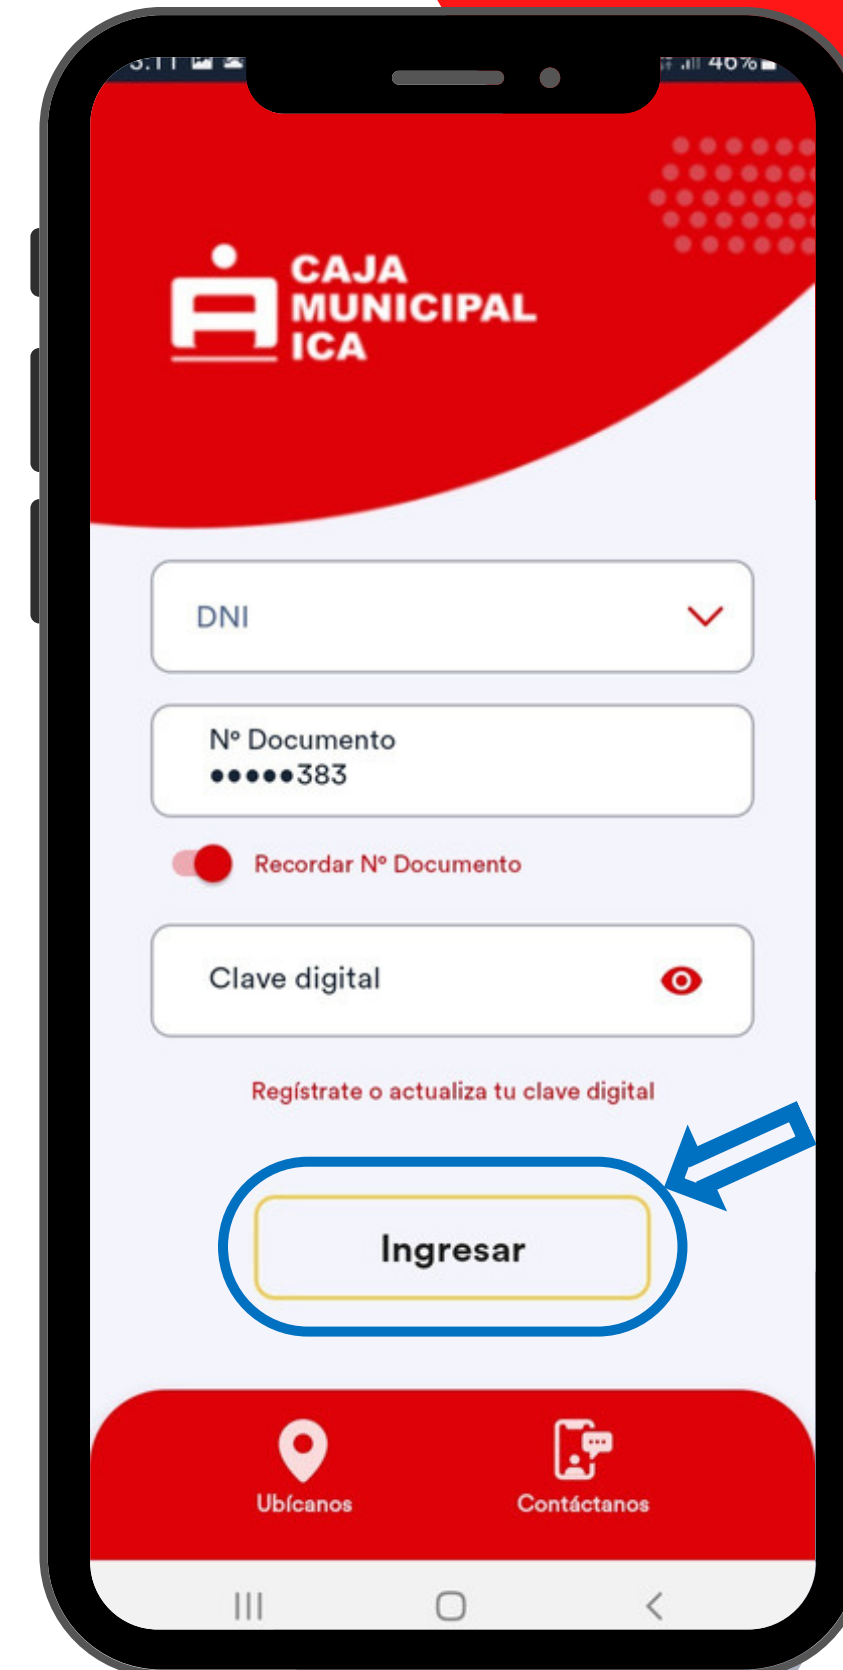 46%
CAJA
MUNICIPAL
ICA
DNI
Nº Documento
●●●●●383
Recordar Nº Documento
Clave digital
Regístrate o actualiza tu clave digital
Ingresar
Ubícanos
Contáctanos